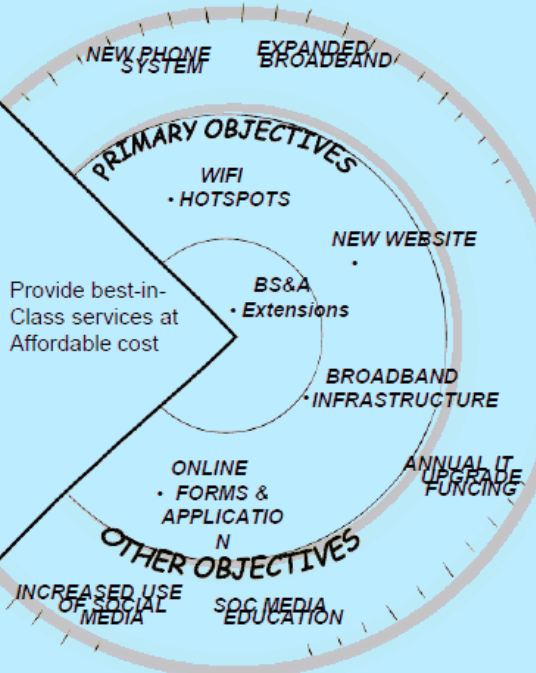 NEW PHONE
SYSTEM
EXPANDED
BROADBAND
PRIMARY OBJECTIVES
WIFI
• HOTSPOTS
NEW WEBSITE
•
Provide best-in-
Class services at
Affordable cost
BS&A
• Extensions
BROADBAND
• INFRASTRUCTURE
ANNUAL IT
UPGRADE
FUNCING
ONLINE
• FORMS &
APPLICATIO
N
OTHER OBJECTIVES
INCREASED USE
OF SOCIAL
MEDIA
SOC MEDIA
EDUCATION